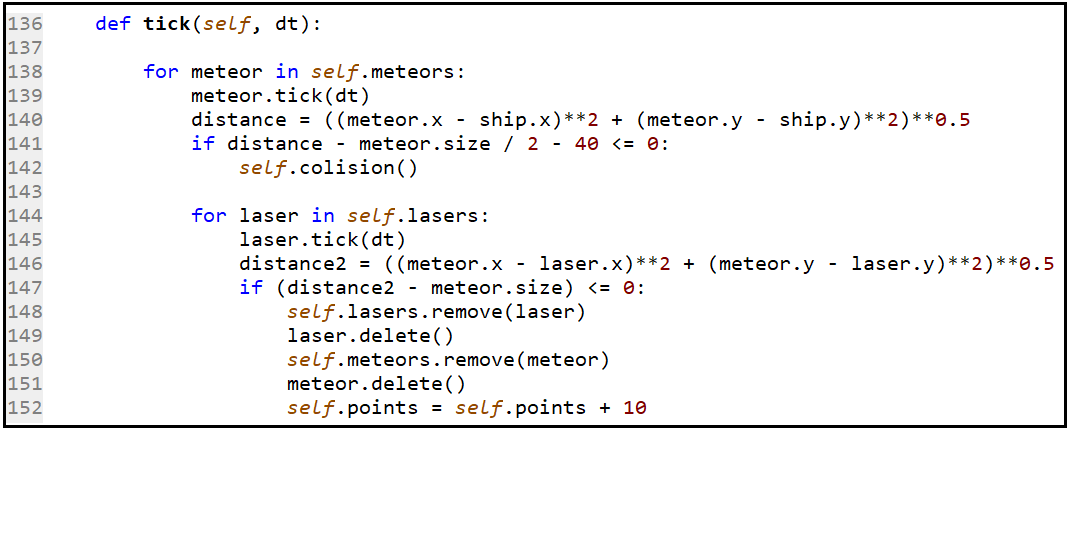 136 def tick(self, dt):
137
138 for meteor in self.meteors:
139 meteor.tick(dt)
140 distance = ((meteor.x - ship.x)**2 + (meteor.y - ship.y)**2)**0.5
141 if distance - meteor.size / 2 - 40 <= 0:
142 self.colision()
143
144 for laser in self.lasers:
145 laser.tick(dt)
146 distance2 = ((meteor.x - laser.x)**2 + (meteor.y - laser.y)**2)**0.5
147 if (distance2 - meteor.size) <= 0:
148 self.lasers.remove(laser)
149 laser.delete()
150 self.meteors.remove(meteor)
151 meteor.delete()
152 self.points = self.points + 10